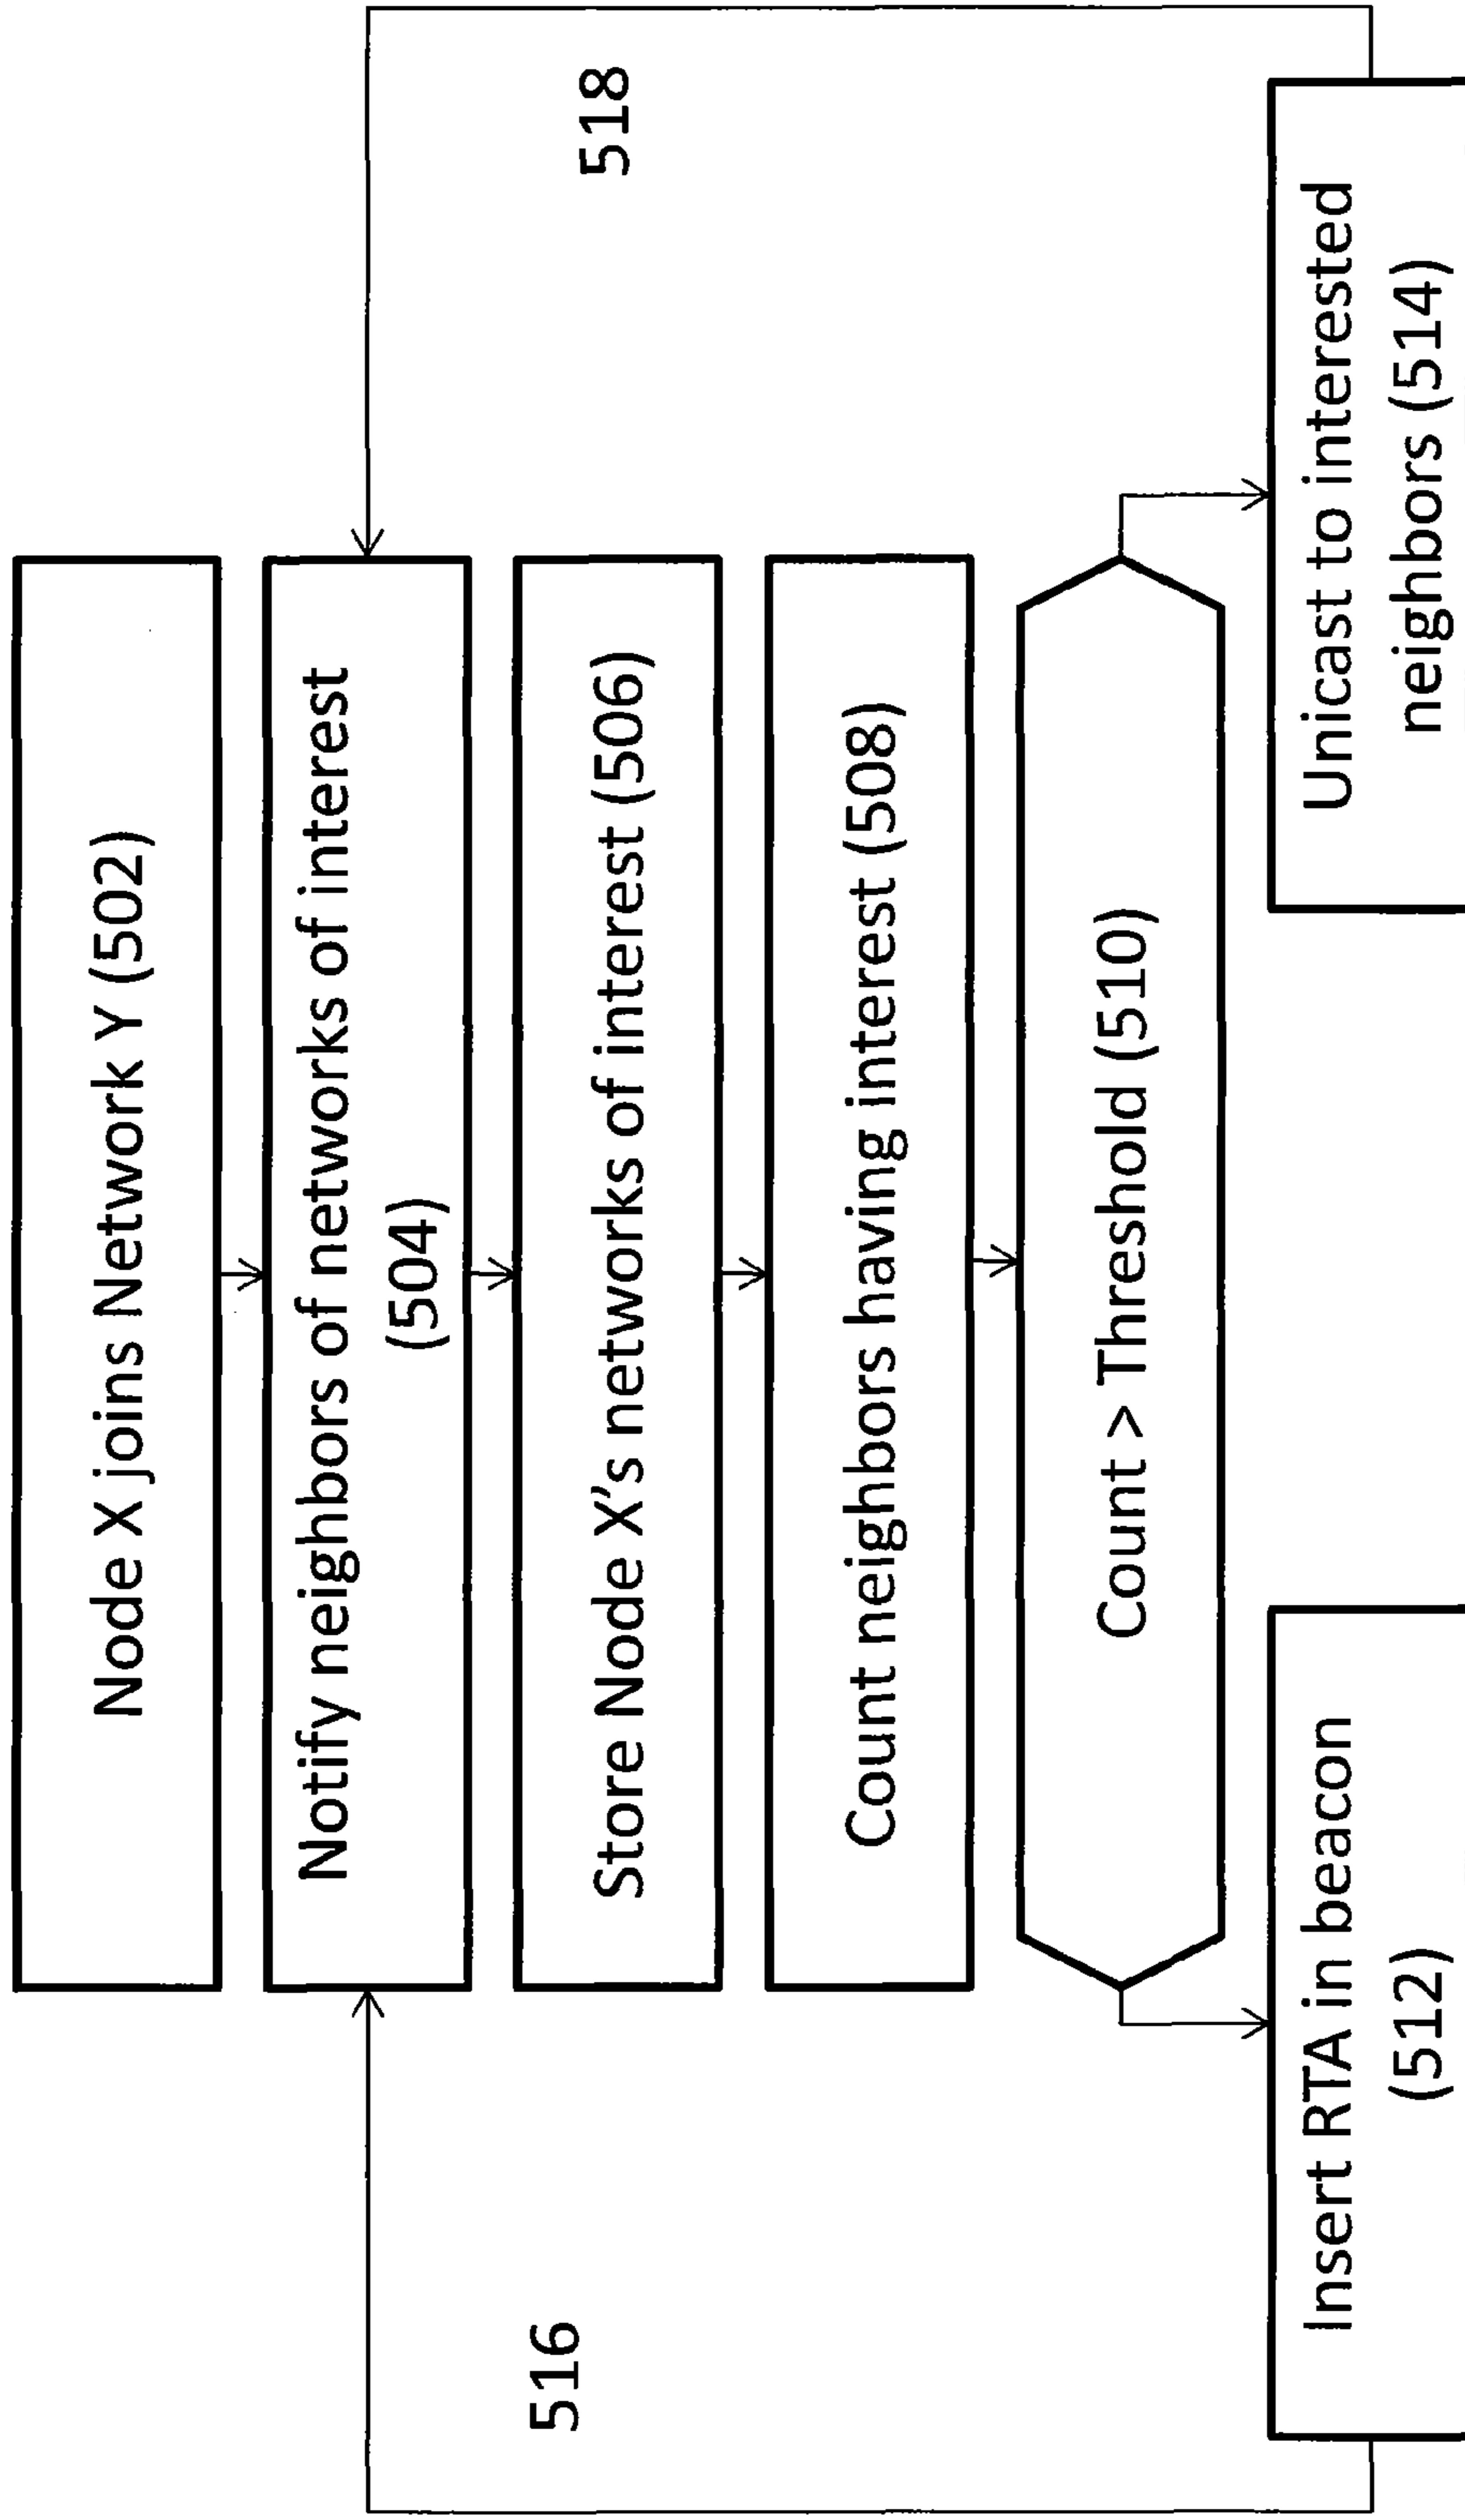 Node X joins Network Y (502)
Notify neighbors of networks of interest
(504)
Store Node X's networks of interest (506)
Count neighbors having interest (508)
Count > Threshold (510)
Insert RTA in beacon
(512)
Unicast to interested
neighbors (514)
516
518